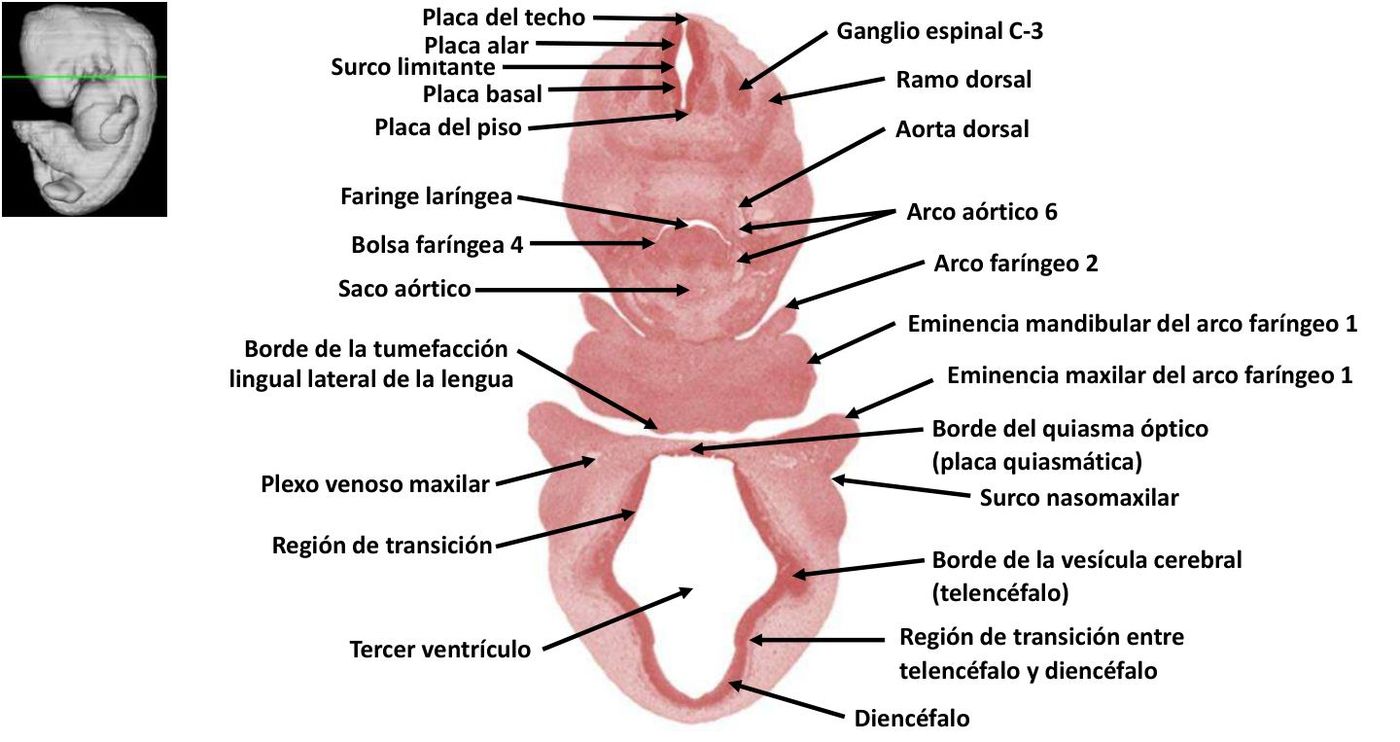 Placa del techo
Placa alar
Surco limitante
Placa basal
Placa del piso
Faringe laríngea
Bolsa faríngea 4
Saco aórtico
Borde de la tumefacción
lingual lateral de la lengua
Plexo venoso maxilar
Región de transición
Tercer ventrículo
Ganglio espinal C-3
Ramo dorsal
Aorta dorsal
Arco aórtico 6
Arco faríngeo 2
Eminencia mandibular del arco faríngeo 1
Eminencia maxilar del arco faríngeo 1
Borde del quiasma óptico
(placa quiasmática)
Surco nasomaxilar
Borde de la vesícula cerebral
(telencéfalo)
Región de transición entre
telencéfalo y diencéfalo
Diencéfalo